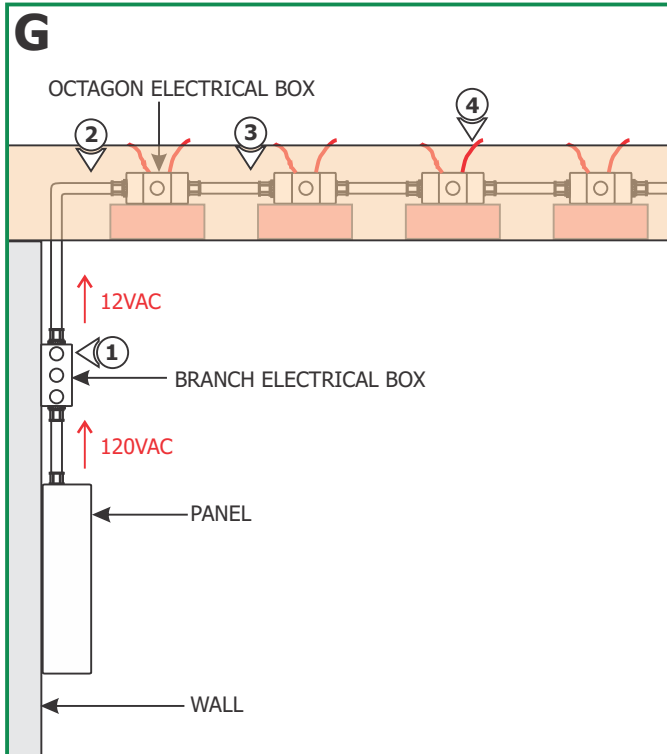 G
OCTAGON ELECTRICAL BOX
2
3
4
12VAC
1
BRANCH ELECTRICAL BOX
120VAC
PANEL
WALL